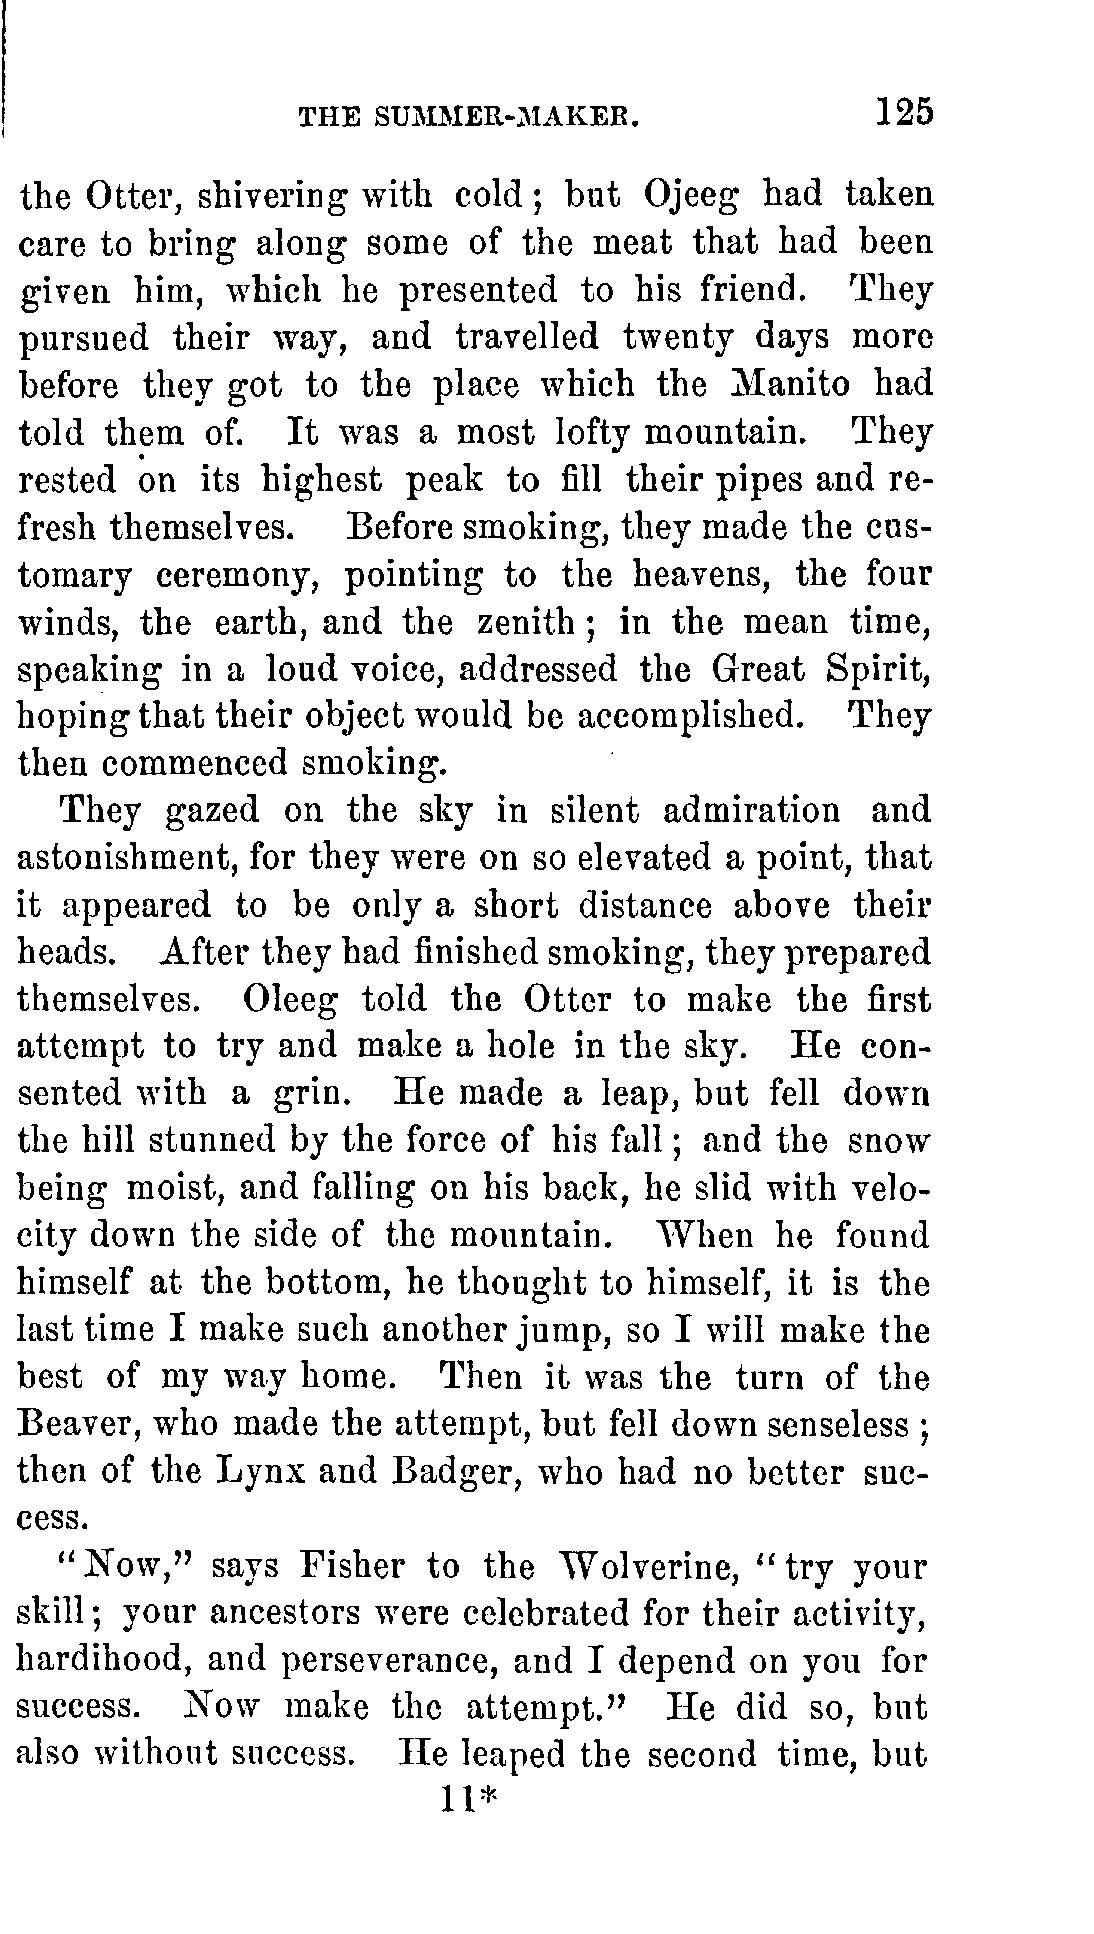 THE SUMMER-MAKER. 125
the Otter, shivering with cold; but Ojeeg had taken
care to bring along some of the meat that had been
given him, which he presented to his friend. They
pursued their way, and travelled twenty days more
before they got to the place which the Manito had
told them of. It was a most lofty mountain. They
rested on its highest peak to fill their pipes and re-
fresh themselves. Before smoking, they made the cus-
tomary ceremony, pointing to the heavens, the four
winds, the earth, and the zenith; in the mean time,
speaking in a loud voice, addressed the Great Spirit,
hoping that their object would be accomplished. They
then commenced smoking.
They gazed on the sky in silent admiration and
astonishment, for they were on so elevated a point, that
it appeared to be only a short distance above their
heads. After they had finished smoking, they prepared
themselves. Oleeg told the Otter to make the first
attempt to try and make a hole in the sky. He con-
sented with a grin. He made a leap, but fell down
the hill stunned by the force of his fall; and the snow
being moist, and falling on his back, he slid with velo-
city down the side of the mountain. When he found
himself at the bottom, he thought to himself, it is the
last time I make such another jump, so I will make the
best of my way home. Then it was the turn of the
Beaver, who made the attempt, but fell down senseless;
then of the Lynx and Badger, who had no better suc-
cess.
"Now," says Fisher to the Wolverine, "try your
skill; your ancestors were celebrated for their activity,
hardihood, and perseverance, and I depend on you for
success. Now make the attempt." He did so, but
also without success. He leaped the second time, but
11*